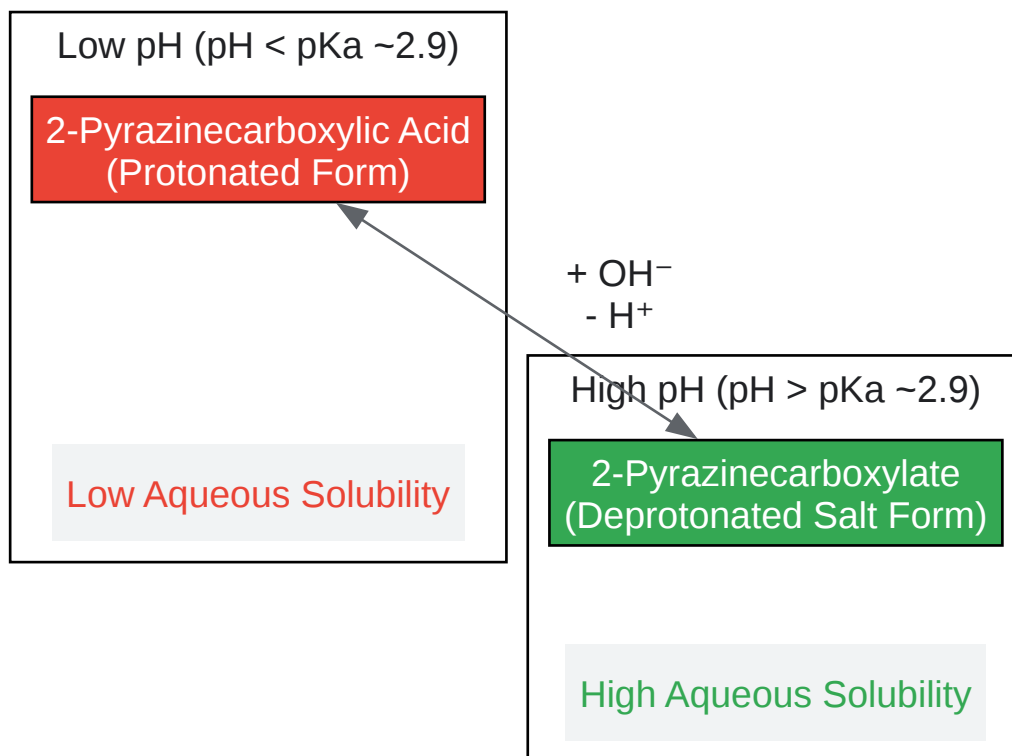 Low pH (pH < pKa ~2.9)
2-Pyrazinecarboxylic Acid
(Protonated Form)
Low Aqueous Solubility
+ OH⁻
- H⁺
High pH (pH > pKa ~2.9)
2-Pyrazinecarboxylate
(Deprotonated Salt Form)
High Aqueous Solubility